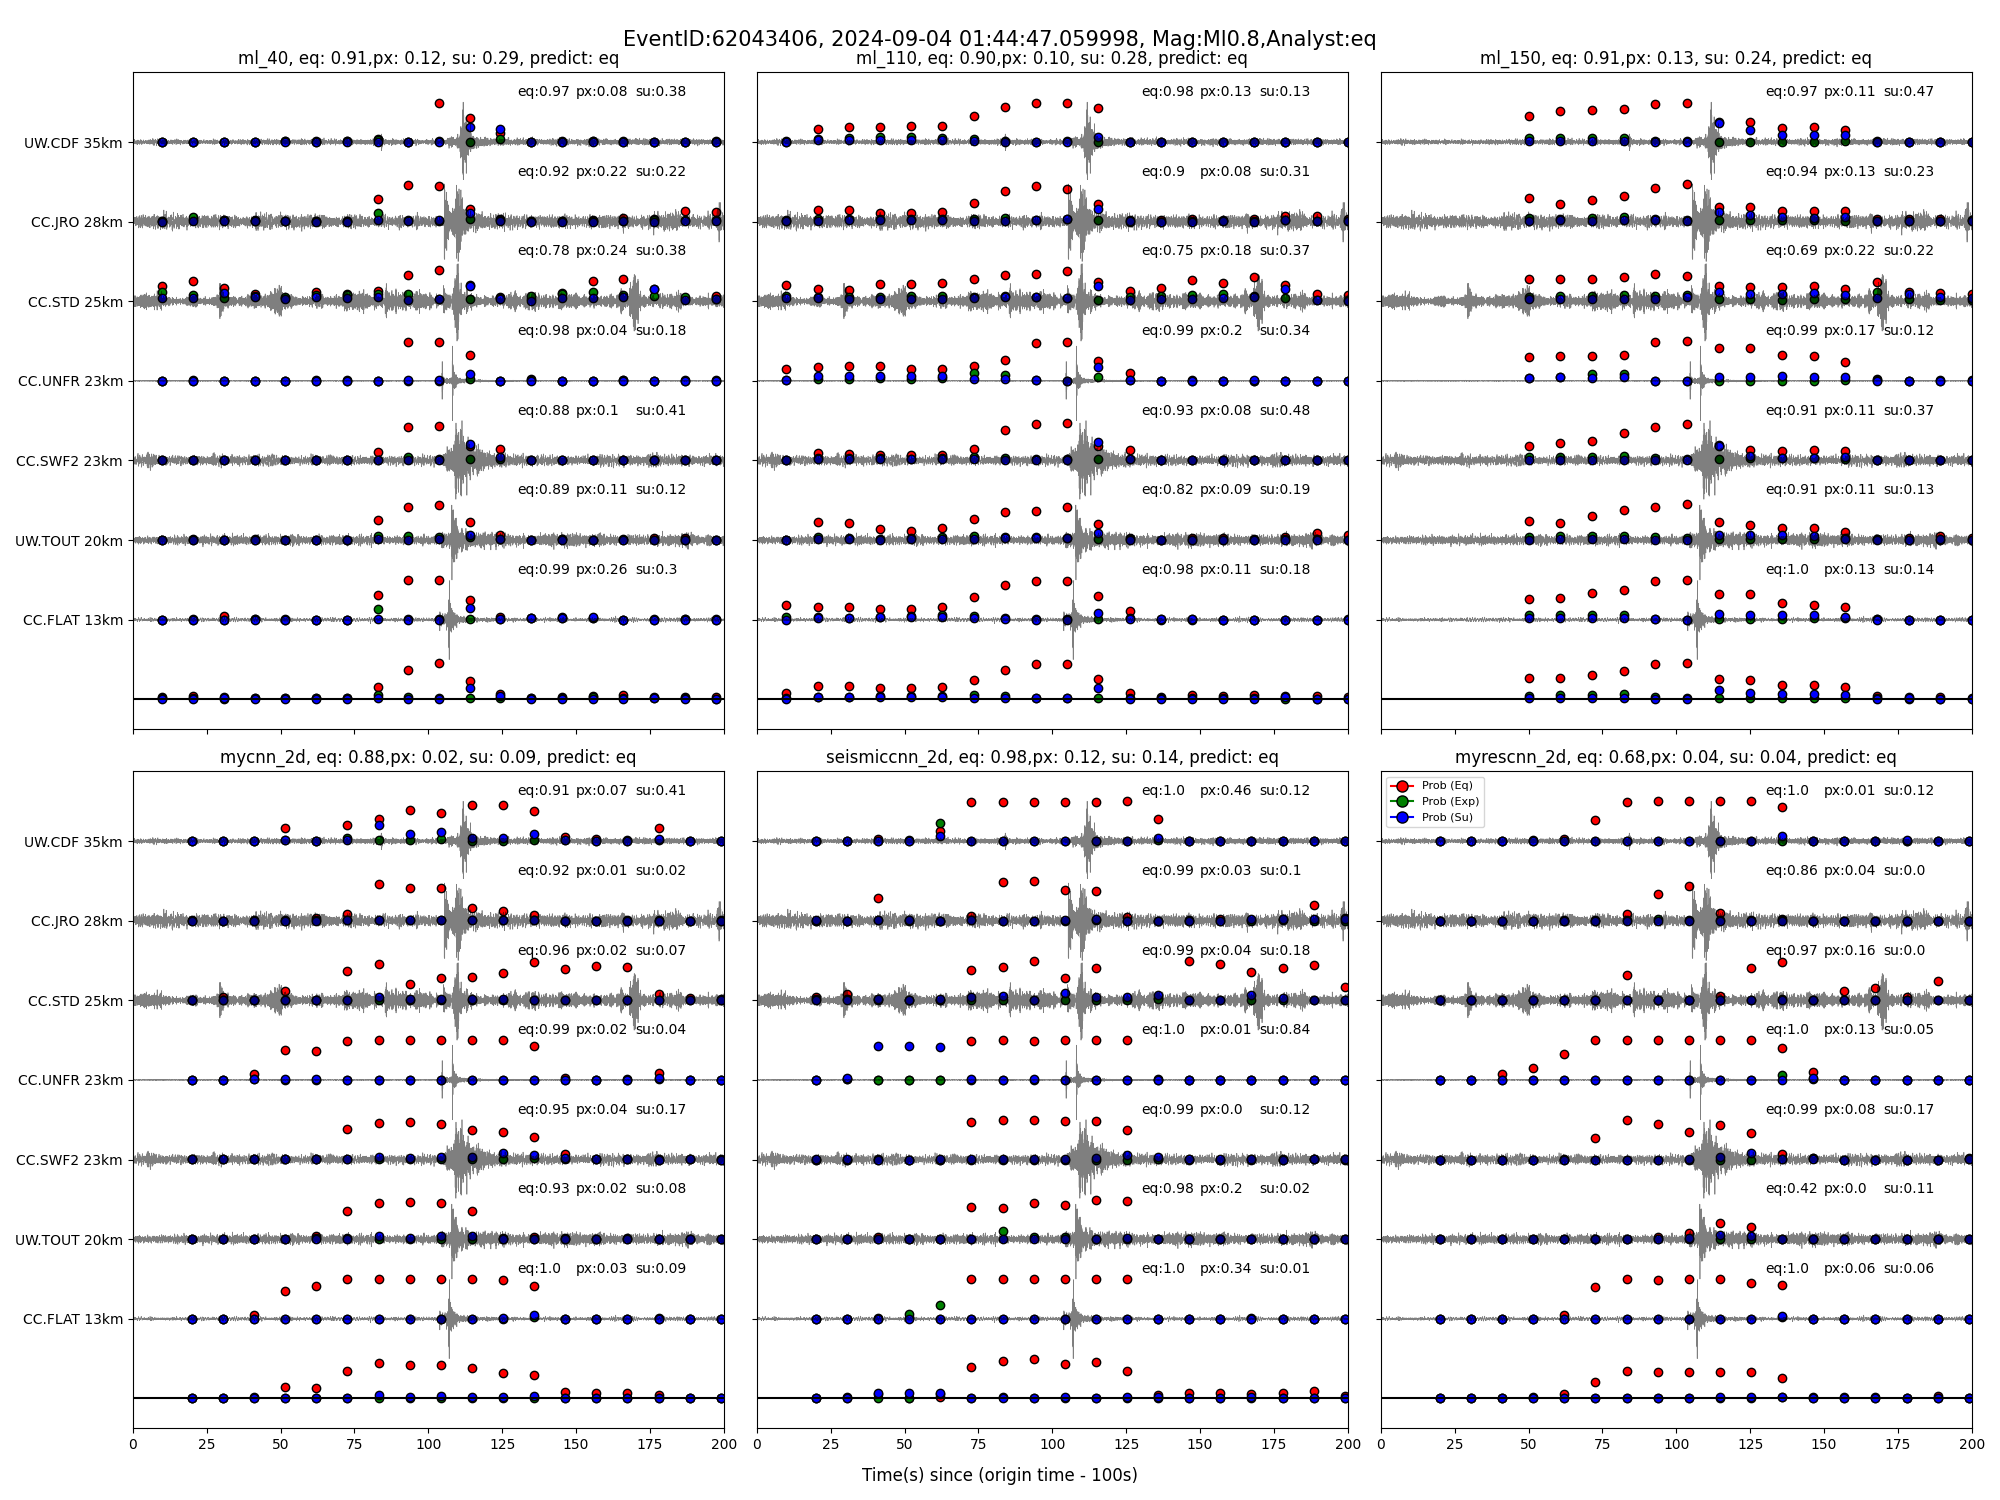 EventID:62043406, 2024-09-04 01:44:47.059998, Mag:Ml0.8,Analyst:eq
ml_40, eq: 0.91,px: 0.12, su: 0.29, predict: eq
eq:0.97 px:0.08 su:0.38
UW.CDF 35km
eq:0.92 px:0.22 su:0.22
CC.JRO 28km
eq:0.78 px:0.24 su:0.38
CC.STD 25km
eq:0.98 px:0.04 su:0.18
CC.UNFR 23km
eq:0.88 px:0.1 su:0.41
CC.SWF2 23km
eq:0.89 px:0.11 su:0.12
UW.TOUT 20km
eq:0.99 px:0.26 su:0.3
CC.FLAT 13km
ml_110, eq: 0.90,px: 0.10, su: 0.28, predict: eq
eq:0.98 px:0.13 su:0.13
eq:0.9 px:0.08 su:0.31
eq:0.75 px:0.18 su:0.37
eq:0.99 px:0.2 su:0.34
eq:0.93 px:0.08 su:0.48
eq:0.82 px:0.09 su:0.19
eq:0.98 px:0.11 su:0.18
ml_150, eq: 0.91,px: 0.13, su: 0.24, predict: eq
eq:0.97 px:0.11 su:0.47
eq:0.94 px:0.13 su:0.23
eq:0.69 px:0.22 su:0.22
eq:0.99 px:0.17 su:0.12
eq:0.91 px:0.11 su:0.37
eq:0.91 px:0.11 su:0.13
eq:1.0 px:0.13 su:0.14
mycnn_2d, eq: 0.88,px: 0.02, su: 0.09, predict: eq
eq:0.91 px:0.07 su:0.41
UW.CDF 35km
eq:0.92 px:0.01 su:0.02
CC.JRO 28km
eq:0.96 px:0.02 su:0.07
CC.STD 25km
eq:0.99 px:0.02 su:0.04
CC.UNFR 23km
eq:0.95 px:0.04 su:0.17
CC.SWF2 23km
eq:0.93 px:0.02 su:0.08
UW.TOUT 20km
eq:1.0 px:0.03 su:0.09
CC.FLAT 13km
0 25 50 75 100 125 150 175 200
seismiccnn_2d, eq: 0.98,px: 0.12, su: 0.14, predict: eq
eq:1.0 px:0.46 su:0.12
eq:0.99 px:0.03 su:0.1
eq:0.99 px:0.04 su:0.18
eq:1.0 px:0.01 su:0.84
eq:0.99 px:0.0 su:0.12
eq:0.98 px:0.2 su:0.02
eq:1.0 px:0.34 su:0.01
0 25 50 75 100 125 150 175 200
myrescnn_2d, eq: 0.68,px: 0.04, su: 0.04, predict: eq
Prob (Eq)
Prob (Exp)
Prob (Su)
eq:1.0 px:0.01 su:0.12
eq:0.86 px:0.04 su:0.0
eq:0.97 px:0.16 su:0.0
eq:1.0 px:0.13 su:0.05
eq:0.99 px:0.08 su:0.17
eq:0.42 px:0.0 su:0.11
eq:1.0 px:0.06 su:0.06
0 25 50 75 100 125 150 175 200
Time(s) since (origin time - 100s)